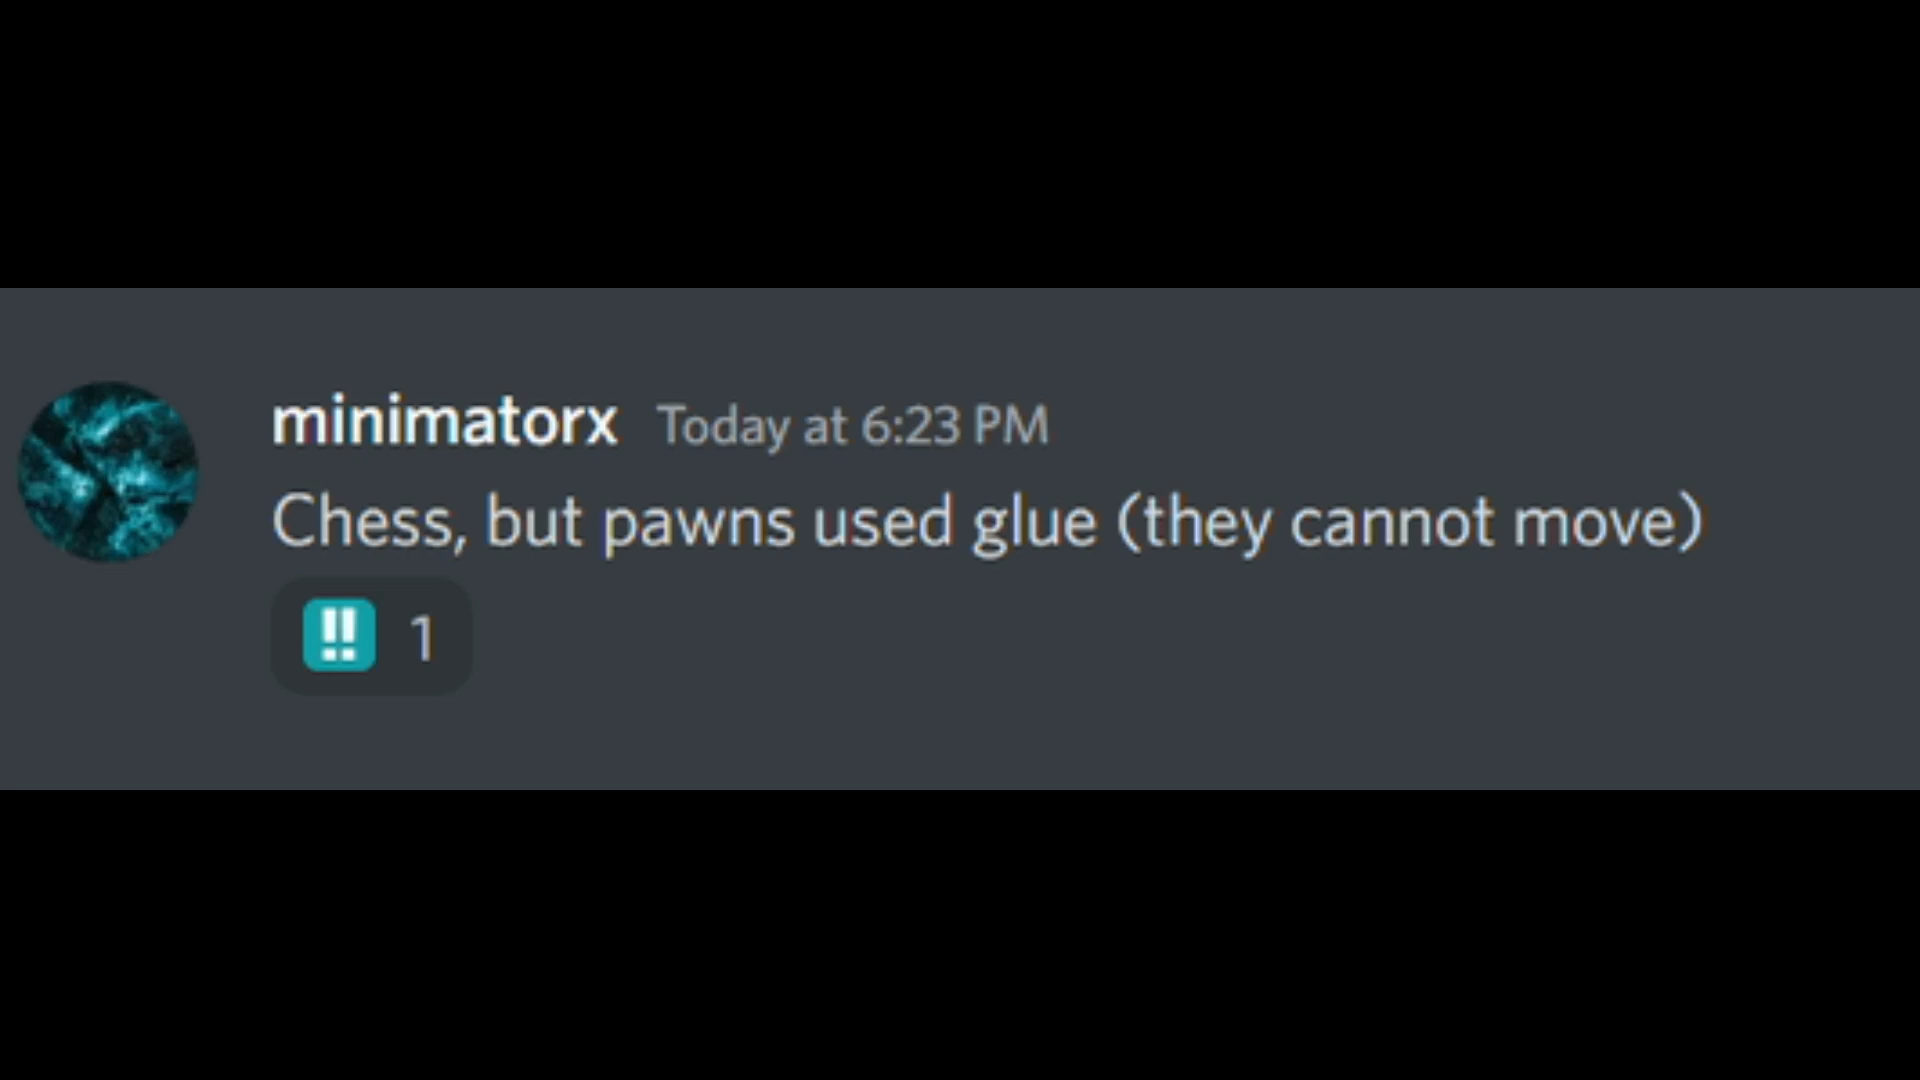 minimatorx Today at 6:23 PM
Chess, but pawns used glue (they cannot move)
!! 1